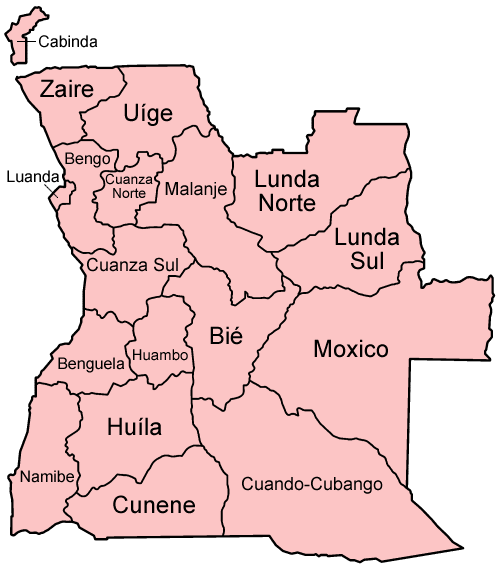 Cabinda
Zaire
Uíge
Bengo
Luanda
Cuanza
Norte
Malanje
Lunda
Norte
Lunda
Sul
Cuanza Sul
Bié
Moxico
Benguela
Huambo
Huíla
Namibe
Cunene
Cuando-Cubango